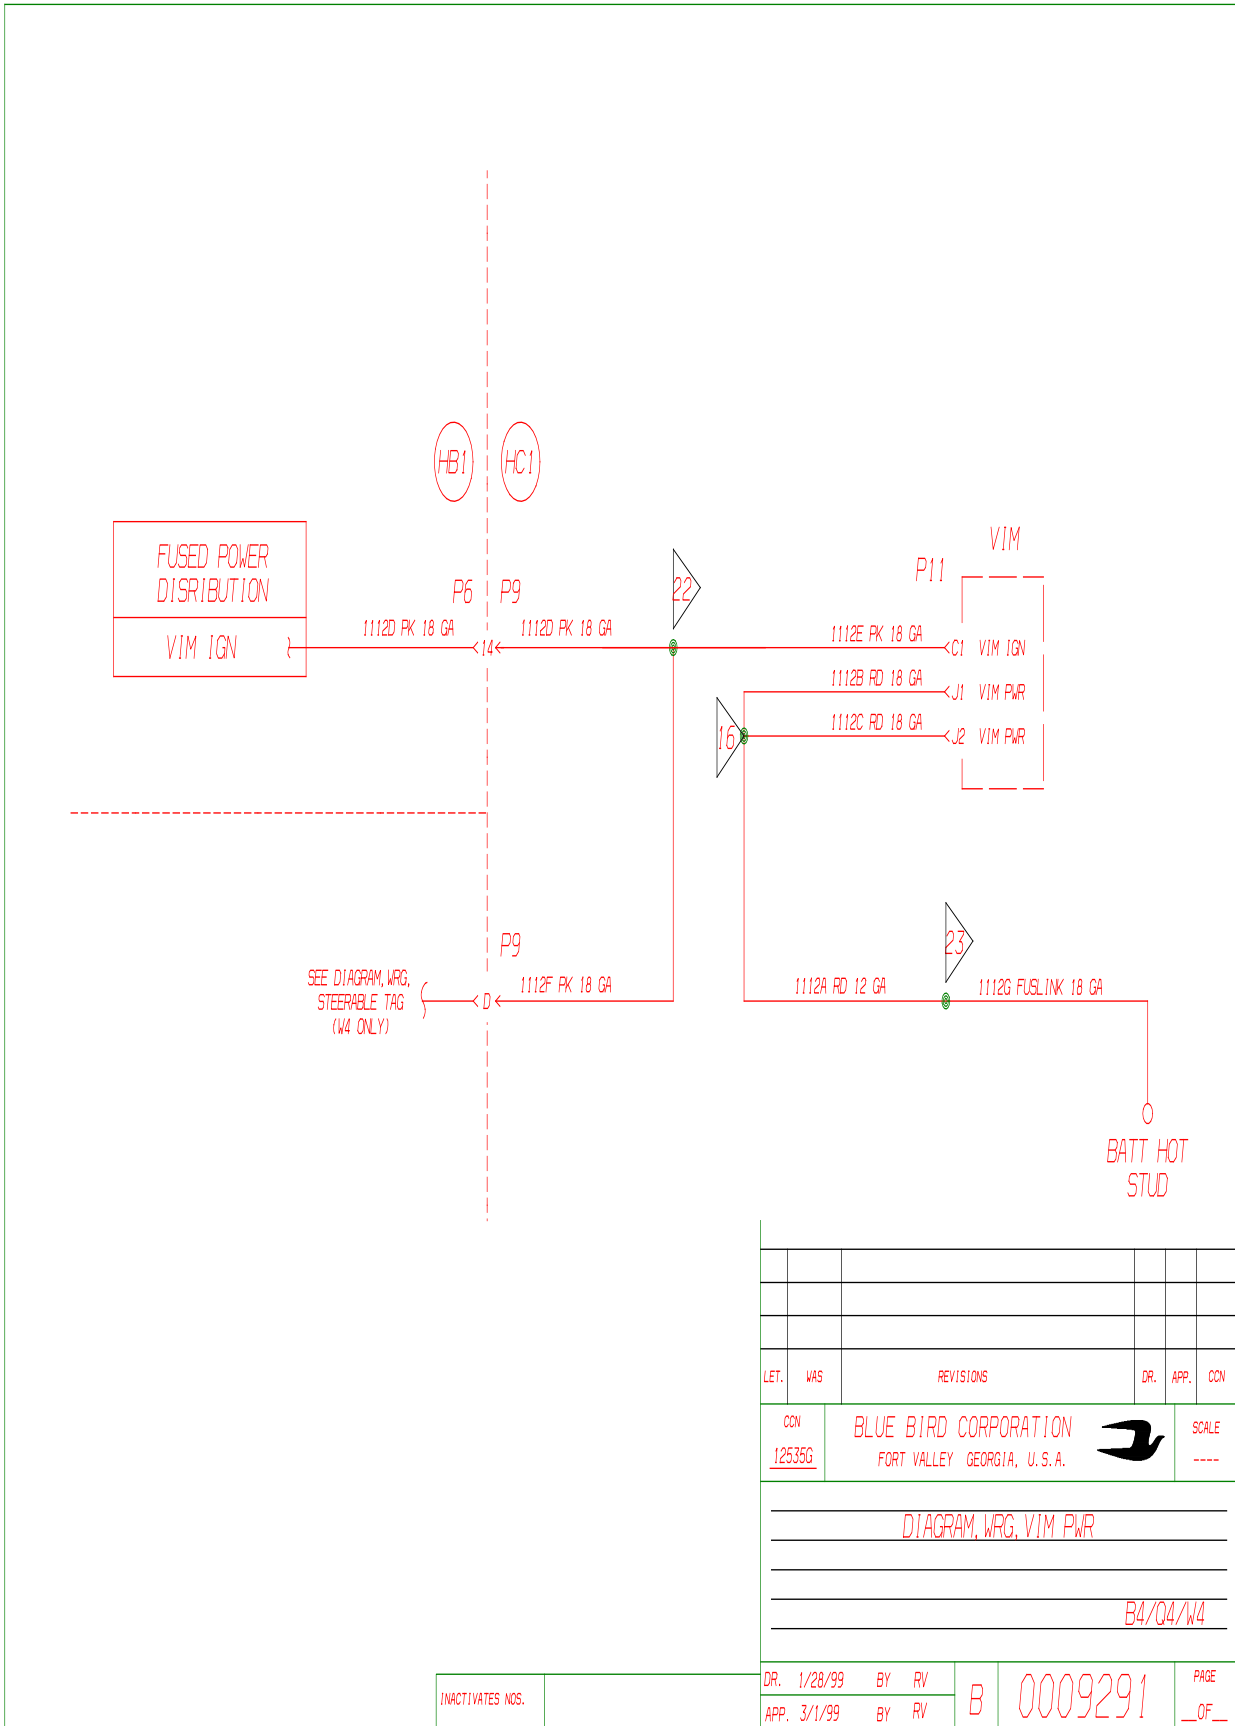 HB1
HC1
FUSED POWER
DISRIBUTION
VIM IGN
P6
P9
1112D PK 18 GA
14
1112D PK 18 GA
22
VIM
P11
1112E PK 18 GA
C1 VIM IGN
1112B RD 18 GA
J1 VIM PWR
16
1112C RD 18 GA
J2 VIM PWR
P9
SEE DIAGRAM, WRG,
STEERABLE TAG
(W4 ONLY)
D
1112F PK 18 GA
23
1112A RD 12 GA
1112G FUSLINK 18 GA
BATT HOT
STUD
LET. WAS REVISIONS DR. APP. CCN
CCN
12535G
BLUE BIRD CORPORATION
FORT VALLEY GEORGIA, U.S.A.
SCALE
----
DIAGRAM, WRG, VIM PWR
B4/Q4/W4
INACTIVATES NOS.
DR. 1/28/99 BY RV
APP. 3/1/99 BY RV
B
0009291
PAGE
__OF__